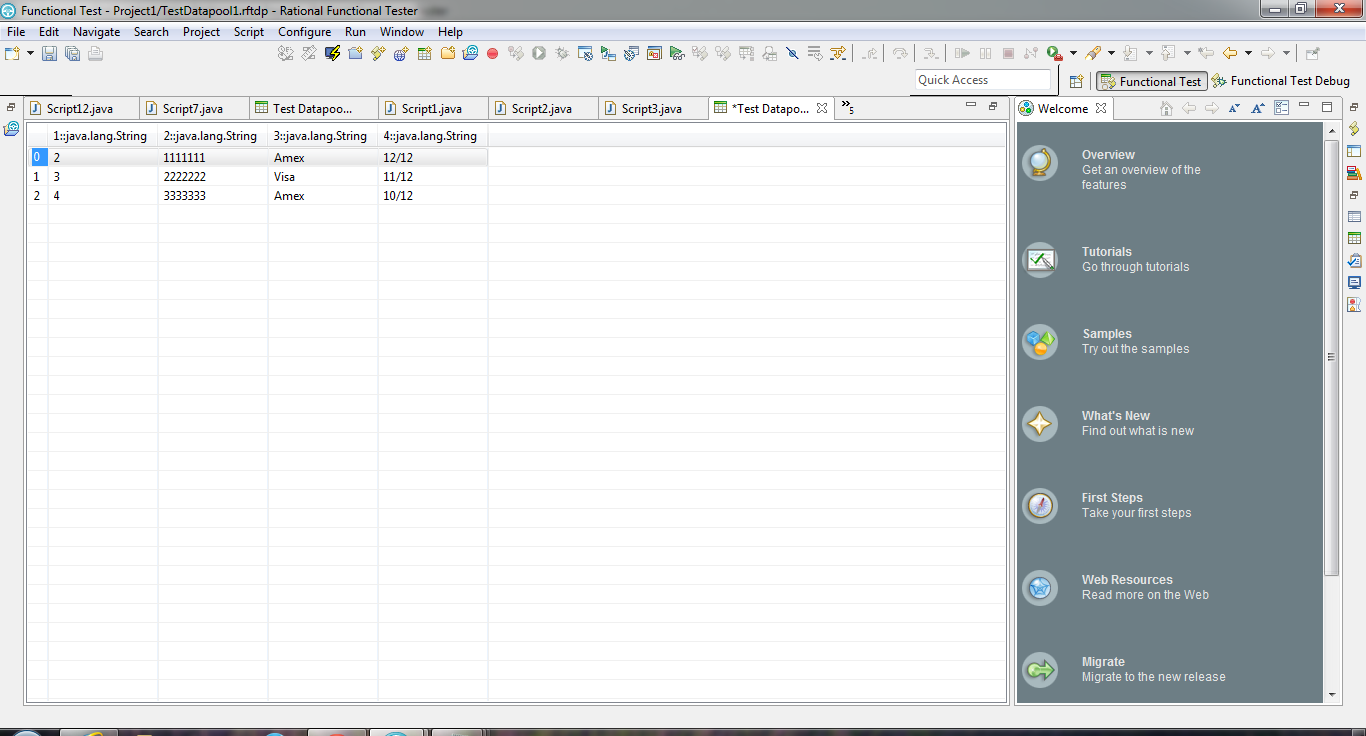 Functional Test - Project1/TestDatapool1.rftdp - Rational Functional Tester
File Edit Navigate Search Project Script Configure Run Window Help
Quick Access
Functional Test
Functional Test Debug
Script12.java Script7.java Test Datapoo... Script1.java Script2.java Script3.java *Test Datapo... »5
Welcome
1::java.lang.String 2::java.lang.String 3::java.lang.String 4::java.lang.String
0 2 1111111 Amex 12/12
1 3 2222222 Visa 11/12
2 4 3333333 Amex 10/12
Overview
Get an overview of the
features
Tutorials
Go through tutorials
Samples
Try out the samples
What's New
Find out what is new
First Steps
Take your first steps
Web Resources
Read more on the Web
Migrate
Migrate to the new release